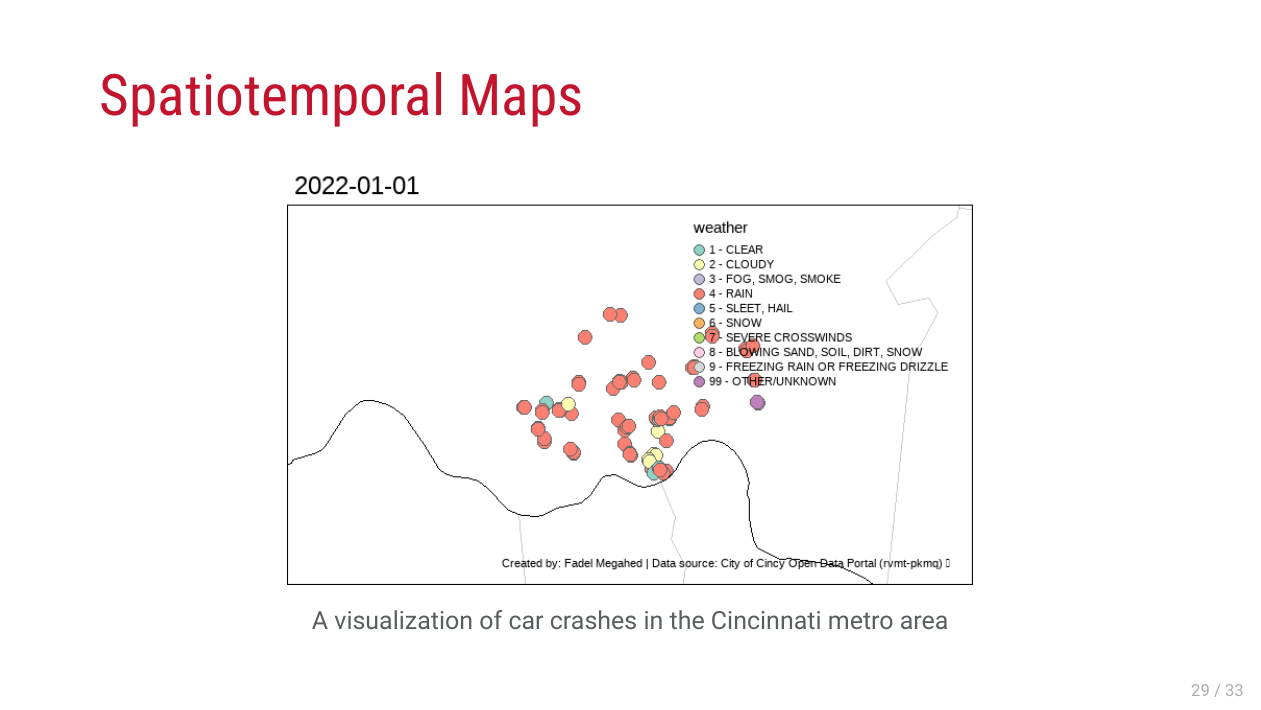 Spatiotemporal Maps
2022-01-01
weather
1 - CLEAR
2 - CLOUDY
3 - FOG, SMOG, SMOKE
4 - RAIN
5 - SLEET, HAIL
6 - SNOW
7 - SEVERE CROSSWINDS
8 - BLOWING SAND, SOIL, DIRT, SNOW
9 - FREEZING RAIN OR FREEZING DRIZZLE
99 - OTHER/UNKNOWN
Created by: Fadel Megahed | Data source: City of Cincy Open Data Portal (rvmt-pkmq)
A visualization of car crashes in the Cincinnati metro area
29 / 33